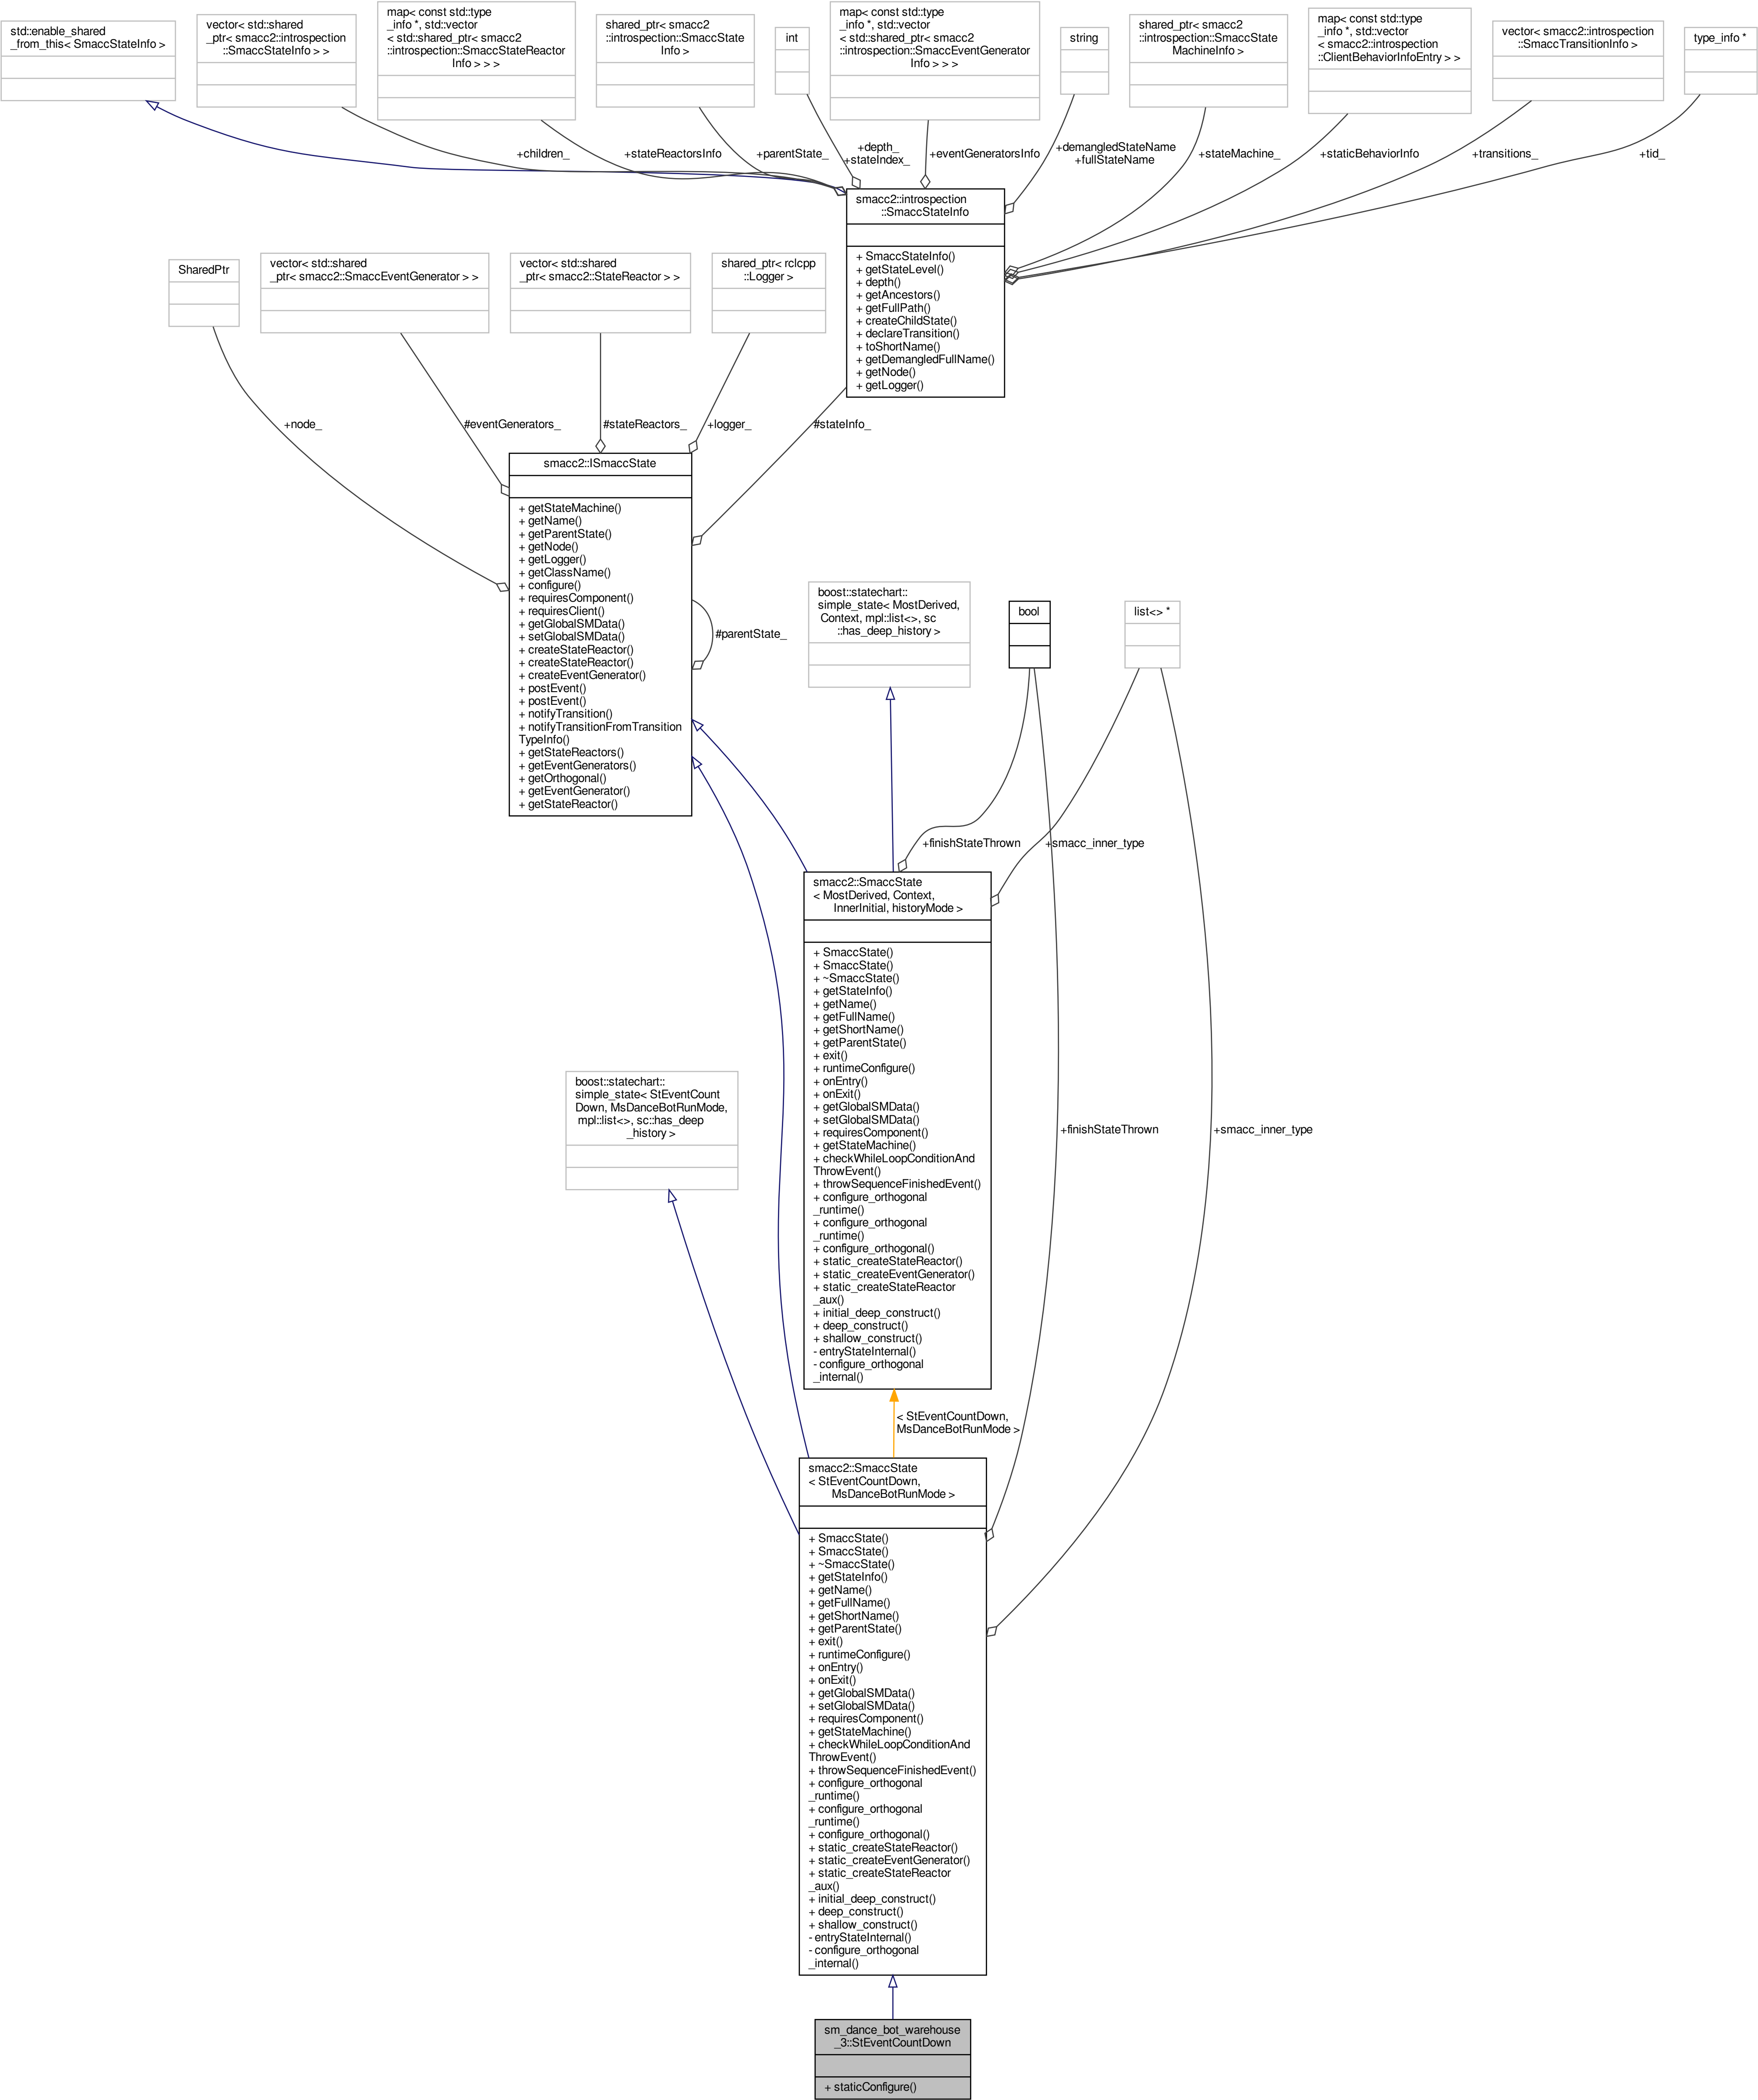 std::enable_shared
_from_this< SmaccStateInfo >
vector< std::shared
_ptr< smacc2::introspection
::SmaccStateInfo > >
map< const std::type
_info *, std::vector
< std::shared_ptr< smacc2
::introspection::SmaccStateReactor
Info > > >
shared_ptr< smacc2
::introspection::SmaccState
Info >
int
map< const std::type
_info *, std::vector
< std::shared_ptr< smacc2
::introspection::SmaccEventGenerator
Info > > >
string
shared_ptr< smacc2
::introspection::SmaccState
MachineInfo >
map< const std::type
_info *, std::vector
< smacc2::introspection
::ClientBehaviorInfoEntry > >
vector< smacc2::introspection
::SmaccTransitionInfo >
type_info *
+children_
+stateReactorsInfo
+parentState_
+depth_
+stateIndex_
+eventGeneratorsInfo
+demangledStateName
+fullStateName
+stateMachine_
+staticBehaviorInfo
+transitions_
+tid_
smacc2::introspection
::SmaccStateInfo
+ SmaccStateInfo()
+ getStateLevel()
+ depth()
+ getAncestors()
+ getFullPath()
+ createChildState()
+ declareTransition()
+ toShortName()
+ getDemangledFullName()
+ getNode()
+ getLogger()
SharedPtr
vector< std::shared
_ptr< smacc2::SmaccEventGenerator > >
vector< std::shared
_ptr< smacc2::StateReactor > >
shared_ptr< rclcpp
::Logger >
+node_
#eventGenerators_
#stateReactors_
+logger_
#stateInfo_
smacc2::ISmaccState
+ getStateMachine()
+ getName()
+ getParentState()
+ getNode()
+ getLogger()
+ getClassName()
+ configure()
+ requiresComponent()
+ requiresClient()
+ getGlobalSMData()
+ setGlobalSMData()
+ createStateReactor()
+ createStateReactor()
+ createEventGenerator()
+ postEvent()
+ postEvent()
+ notifyTransition()
+ notifyTransitionFromTransition
TypeInfo()
+ getStateReactors()
+ getEventGenerators()
+ getOrthogonal()
+ getEventGenerator()
+ getStateReactor()
#parentState_
boost::statechart::
simple_state< MostDerived,
Context, mpl::list<>, sc
::has_deep_history >
bool
list<> *
+finishStateThrown
+smacc_inner_type
smacc2::SmaccState
< MostDerived, Context,
InnerInitial, historyMode >
+ SmaccState()
+ SmaccState()
+ ~SmaccState()
+ getStateInfo()
+ getName()
+ getFullName()
+ getShortName()
+ getParentState()
+ exit()
+ runtimeConfigure()
+ onEntry()
+ onExit()
+ getGlobalSMData()
+ setGlobalSMData()
+ requiresComponent()
+ getStateMachine()
+ checkWhileLoopConditionAnd
ThrowEvent()
+ throwSequenceFinishedEvent()
+ configure_orthogonal
_runtime()
+ configure_orthogonal
_runtime()
+ configure_orthogonal()
+ static_createStateReactor()
+ static_createEventGenerator()
+ static_createStateReactor
_aux()
+ initial_deep_construct()
+ deep_construct()
+ shallow_construct()
- entryStateInternal()
- configure_orthogonal
_internal()
boost::statechart::
simple_state< StEventCount
Down, MsDanceBotRunMode,
mpl::list<>, sc::has_deep
_history >
+finishStateThrown
+smacc_inner_type
< StEventCountDown,
MsDanceBotRunMode >
smacc2::SmaccState
< StEventCountDown,
MsDanceBotRunMode >
+ SmaccState()
+ SmaccState()
+ ~SmaccState()
+ getStateInfo()
+ getName()
+ getFullName()
+ getShortName()
+ getParentState()
+ exit()
+ runtimeConfigure()
+ onEntry()
+ onExit()
+ getGlobalSMData()
+ setGlobalSMData()
+ requiresComponent()
+ getStateMachine()
+ checkWhileLoopConditionAnd
ThrowEvent()
+ throwSequenceFinishedEvent()
+ configure_orthogonal
_runtime()
+ configure_orthogonal
_runtime()
+ configure_orthogonal()
+ static_createStateReactor()
+ static_createEventGenerator()
+ static_createStateReactor
_aux()
+ initial_deep_construct()
+ deep_construct()
+ shallow_construct()
- entryStateInternal()
- configure_orthogonal
_internal()
sm_dance_bot_warehouse
_3::StEventCountDown
+ staticConfigure()